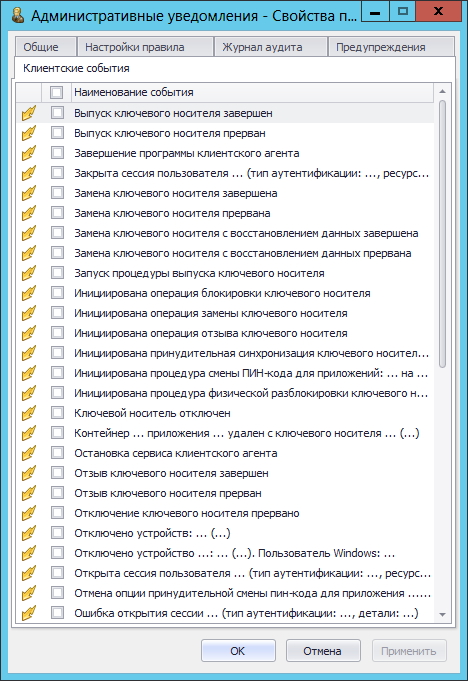 Административные уведомления - Свойства п...
Общие
Настройки правила
Журнал аудита
Предупреждения
Клиентские события
Наименование события
Выпуск ключевого носителя завершен
Выпуск ключевого носителя прерван
Завершение программы клиентского агента
Закрыта сессия пользователя ... (тип аутентификации: ..., ресурс...
Замена ключевого носителя завершена
Замена ключевого носителя прервана
Замена ключевого носителя с восстановлением данных завершена
Замена ключевого носителя с восстановлением данных прервана
Запуск процедуры выпуска ключевого носителя
Инициирована операция блокировки ключевого носителя
Инициирована операция замены ключевого носителя
Инициирована операция отзыва ключевого носителя
Инициирована принудительная синхронизация ключевого носител...
Инициирована процедура смены ПИН-кода для приложений: ... на ...
Инициирована процедура физической разблокировки ключевого н...
Ключевой носитель отключен
Контейнер ... приложения ... удален с ключевого носителя ... (...)
Остановка сервиса клиентского агента
Отзыв ключевого носителя завершен
Отзыв ключевого носителя прерван
Отключение ключевого носителя прервано
Отключено устройств: ... (...)
Отключено устройство ...: ... (...). Пользователь Windows: ...
Открыта сессия пользователя ... (тип аутентификации: ..., ресурс...
Отмена опции принудительной смены пин-кода для приложения ......
Ошибка открытия сессии ... (тип аутентификации: ..., детали: ...)
OK
Отмена
Применить